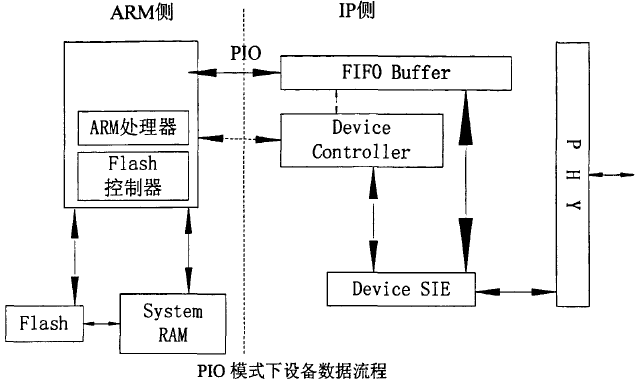 ARM侧
IP侧
PIO
FIFO Buffer
ARM处理器
Flash
控制器
Device
Controller
PHY
Device SIE
Flash
System
RAM
PIO 模式下设备数据流程